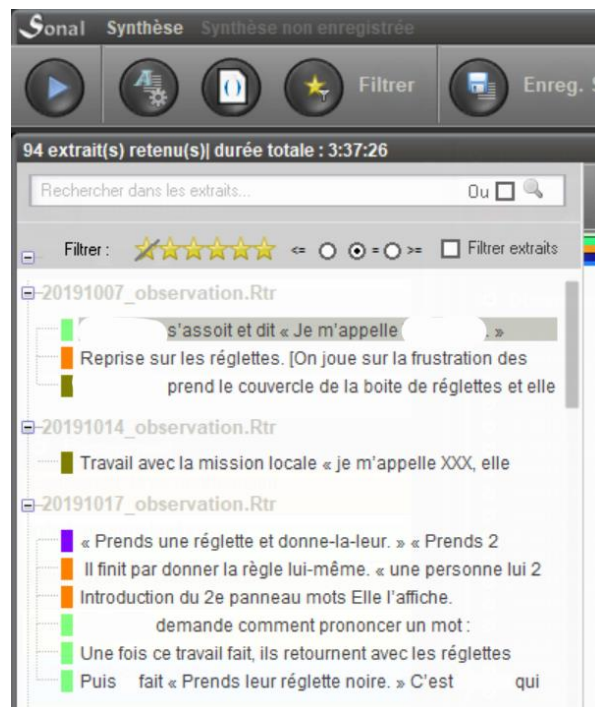 Sonal Synthèse Synthèse non enregistrée
Filtrer Enreg. S
94 extrait(s) retenu(s)| durée totale : 3:37:26
Rechercher dans les extraits... Ou
Filtrer : <= = >= Filtrer extraits
20191007_observation.Rtr
s'assoit et dit « Je m'appelle . »
Reprise sur les réglettes. [On joue sur la frustration des
prend le couvercle de la boite de réglettes et elle
20191014_observation.Rtr
Travail avec la mission locale « je m'appelle XXX, elle
20191017_observation.Rtr
« Prends une réglette et donne-la-leur. » « Prends 2
Il finit par donner la règle lui-même. « une personne lui 2
Introduction du 2e panneau mots Elle l'affiche.
demande comment prononcer un mot :
Une fois ce travail fait, ils retournent avec les réglettes
Puis fait « Prends leur réglette noire. » C'est qui